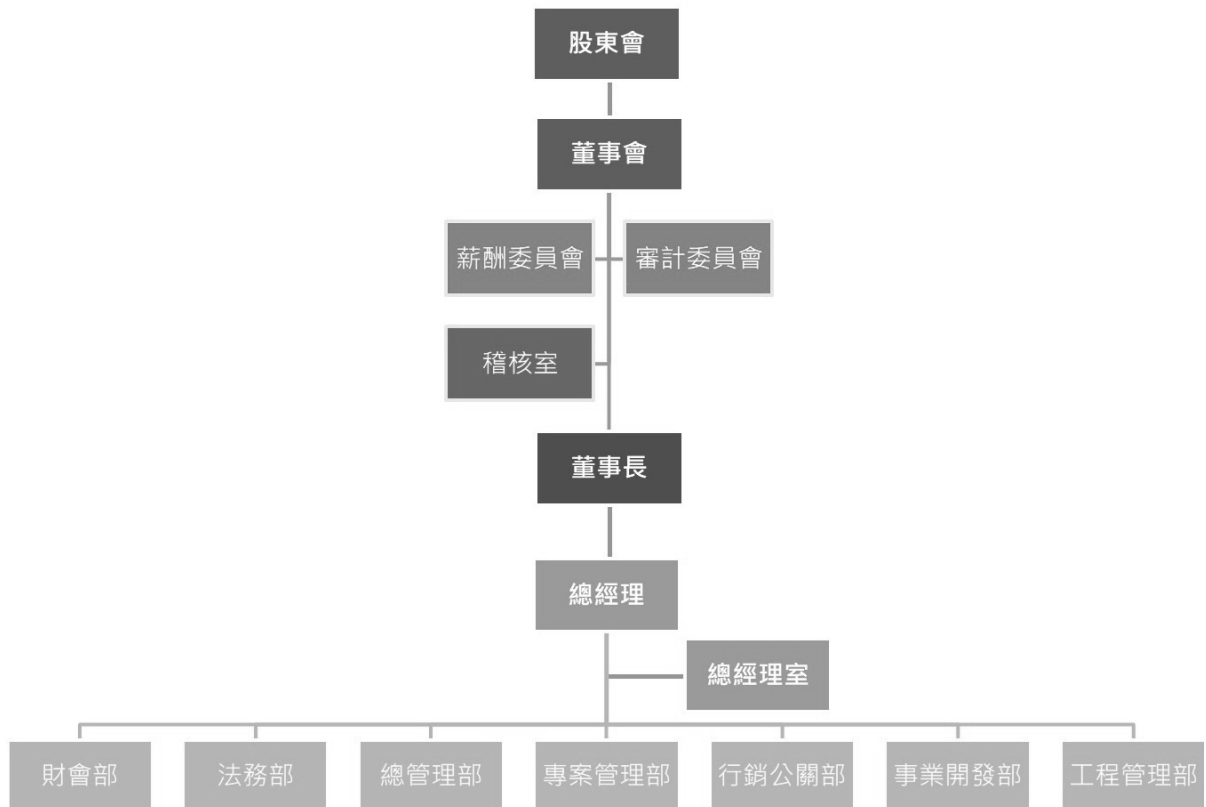 股東會
董事會
薪酬委員會
審計委員會
稽核室
董事長
總經理
總經理室
財會部
法務部
總管理部
專案管理部
行銷公關部
事業開發部
工程管理部